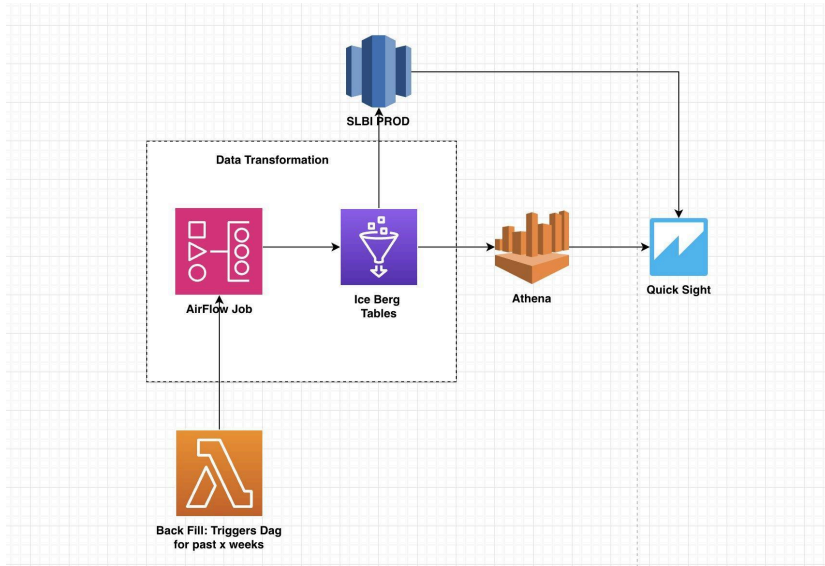 SLBI PROD
Data Transformation
AirFlow Job
Ice Berg
Tables
Athena
Quick Sight
Back Fill: Triggers Dag
for past x weeks